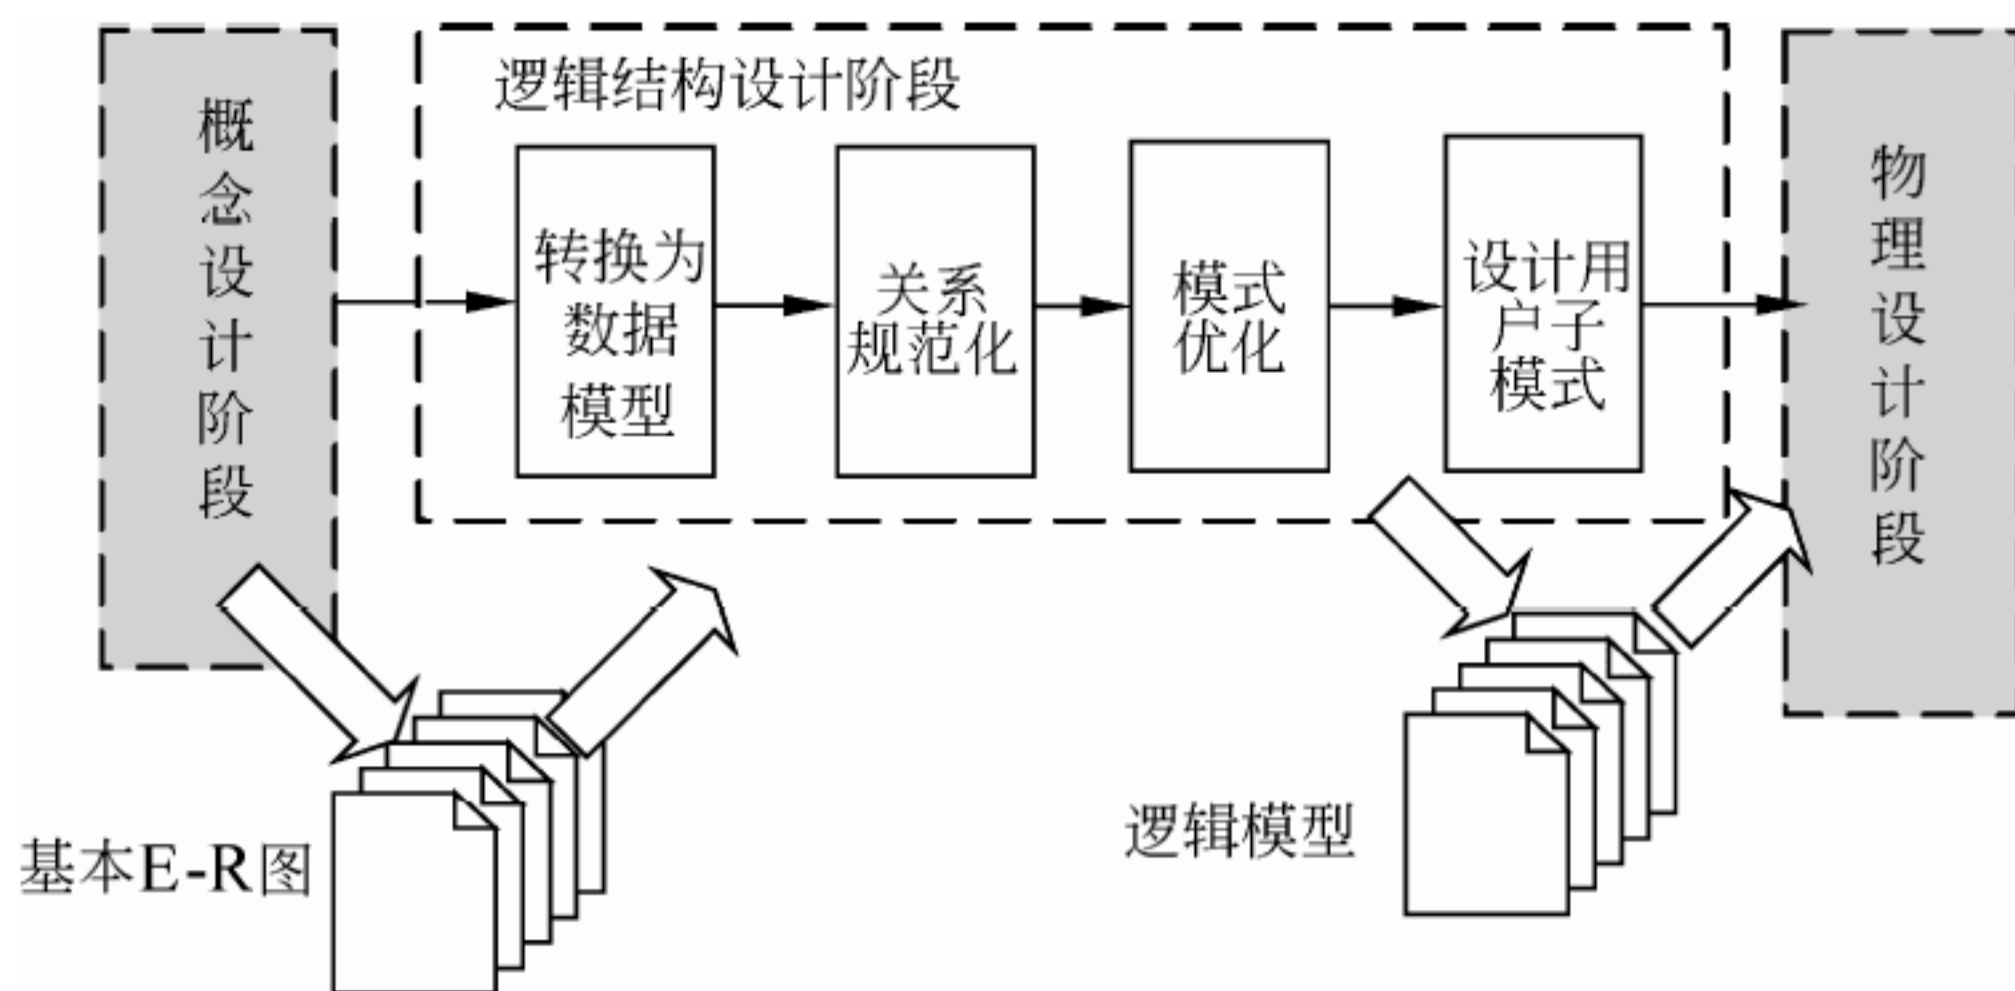 概念设计阶段
逻辑结构设计阶段
转换为
数据
模型
关系
规范化
模式
优化
设计用
户子
模式
物理设计阶段
基本E-R图
逻辑模型